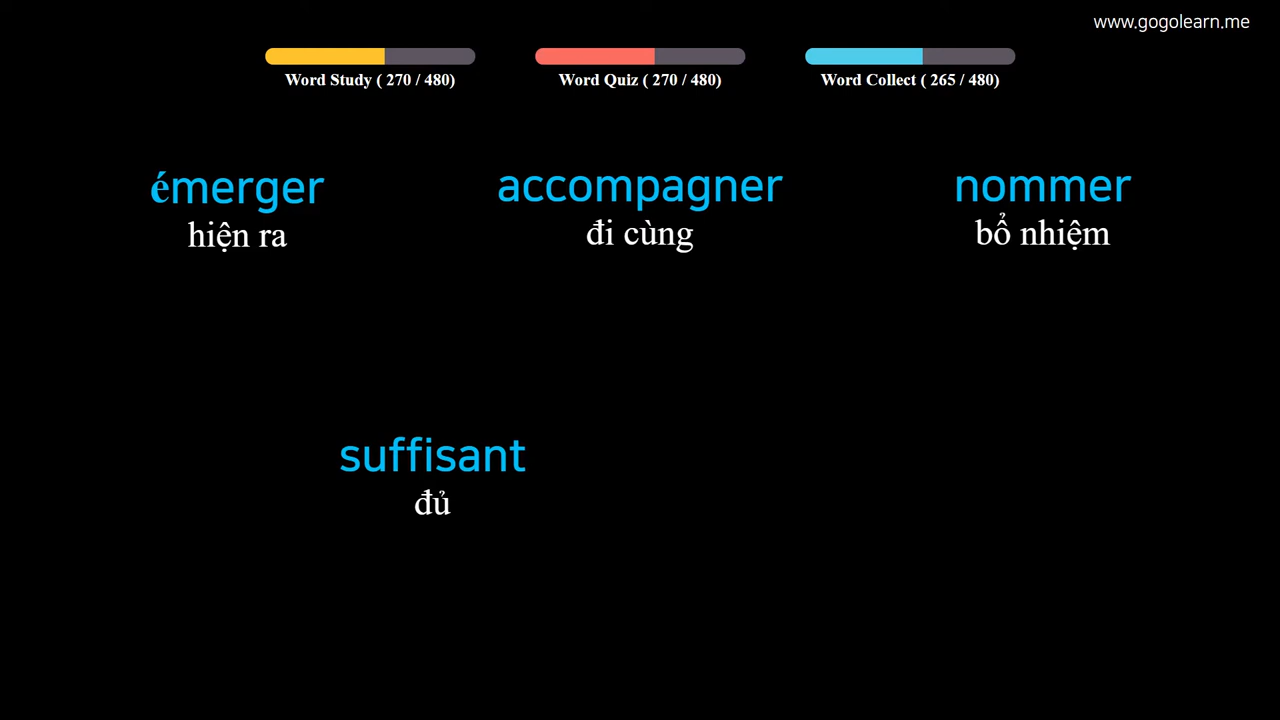 www.gogolearn.me
Word Study ( 270 / 480)
Word Quiz ( 270 / 480)
Word Collect ( 265 / 480)
émerger
hiện ra
accompagner
đi cùng
nommer
bổ nhiệm
suffisant
đủ